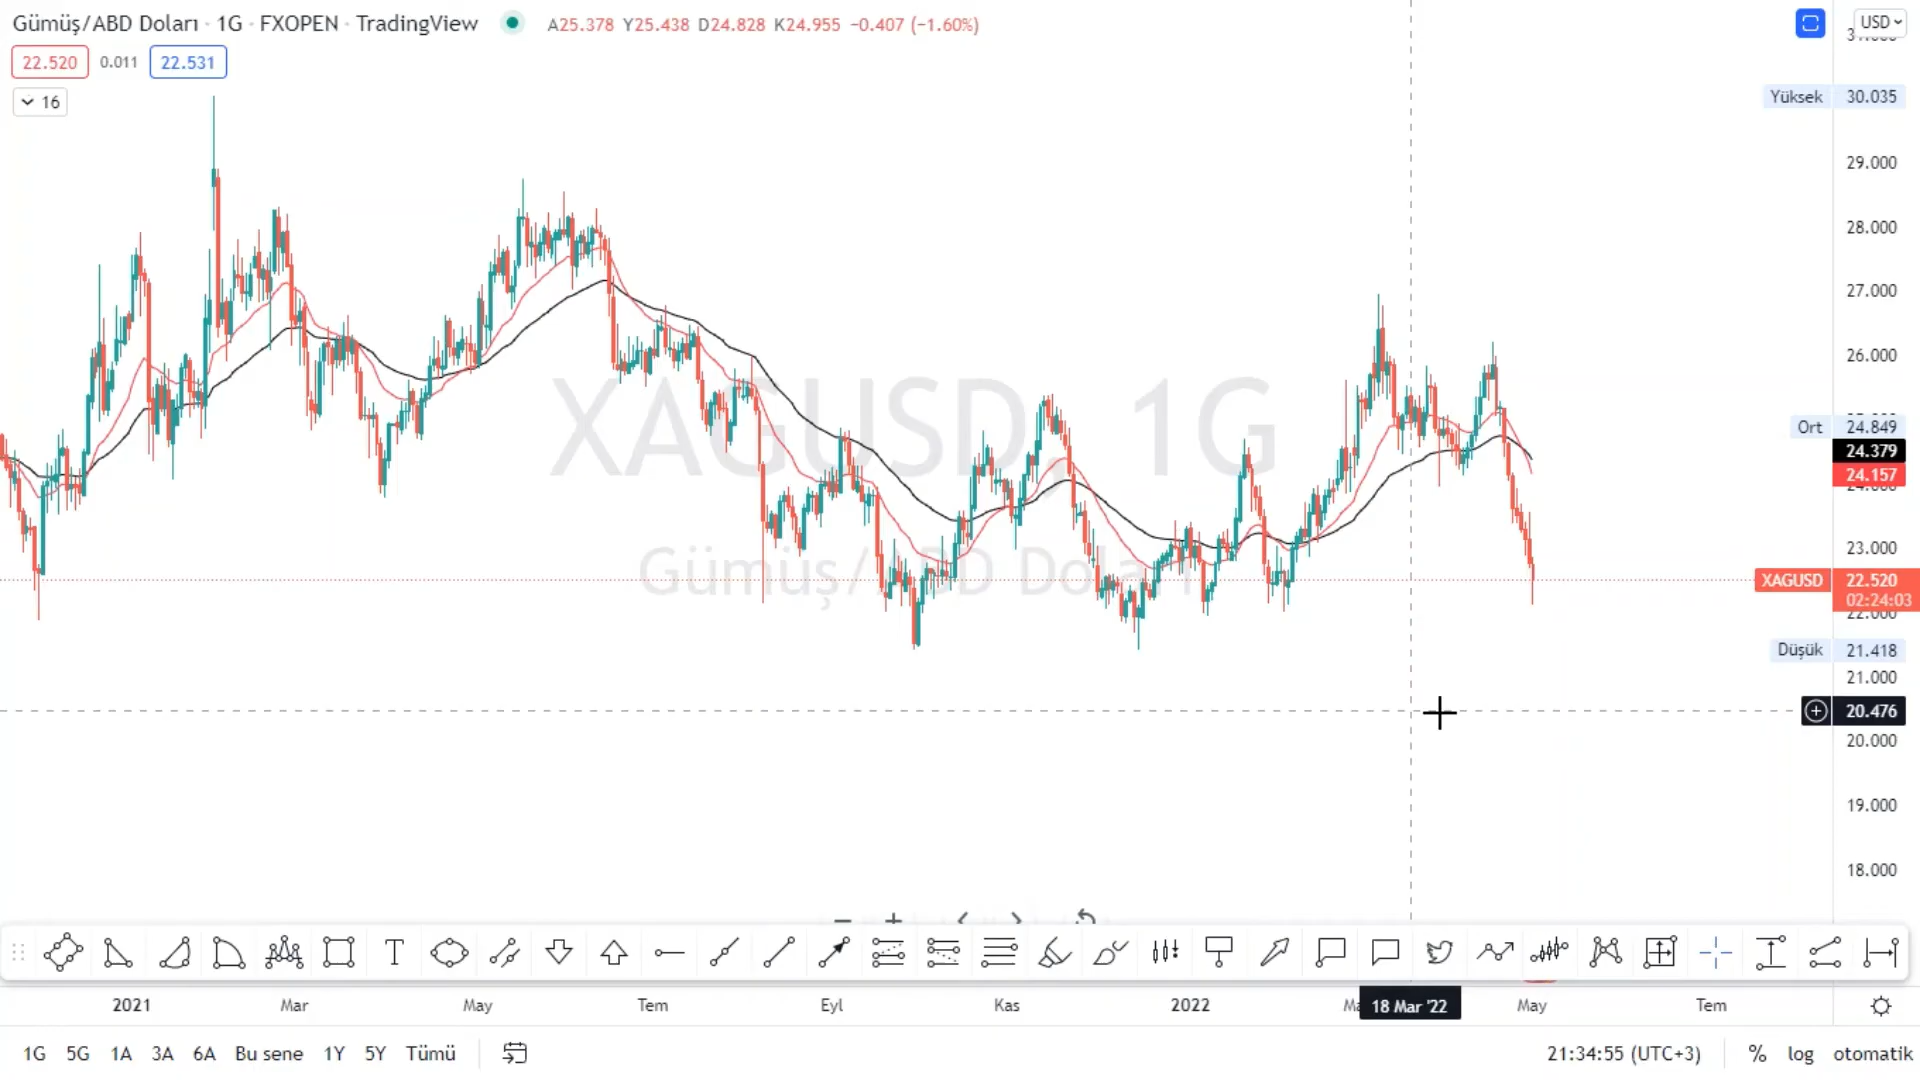 Gümüş/ABD Doları · 1G · FXOPEN · TradingView A25.378 Y25.438 D24.828 K24.955 −0.407 (−1.60%)
USD
22.520 0.011 22.531
16
Yüksek 30.035
29.000
28.000
27.000
26.000
XAGUSD, 1G
Ort 24.849
24.379
24.157
24.000
23.000
Gümüş/ABD Doları
XAGUSD 22.520
02:24:03
22.000
Düşük 21.418
21.000
20.476
20.000
19.000
18.000
T
2021 Mar May Tem Eyl Kas 2022 18 Mar '22 May Tem
1G 5G 1A 3A 6A Bu sene 1Y 5Y Tümü 21:34:55 (UTC+3) % log otomatik